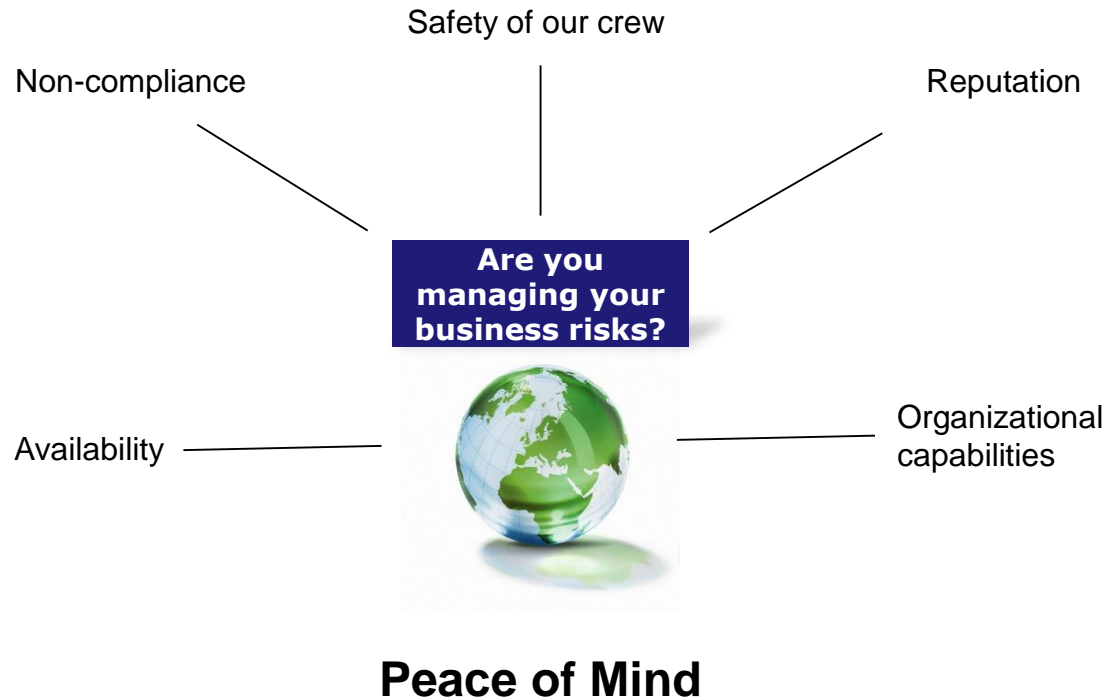 Safety of our crew
Non-compliance
Reputation
Are you
managing your
business risks?
Availability
Organizational
capabilities
Peace of Mind